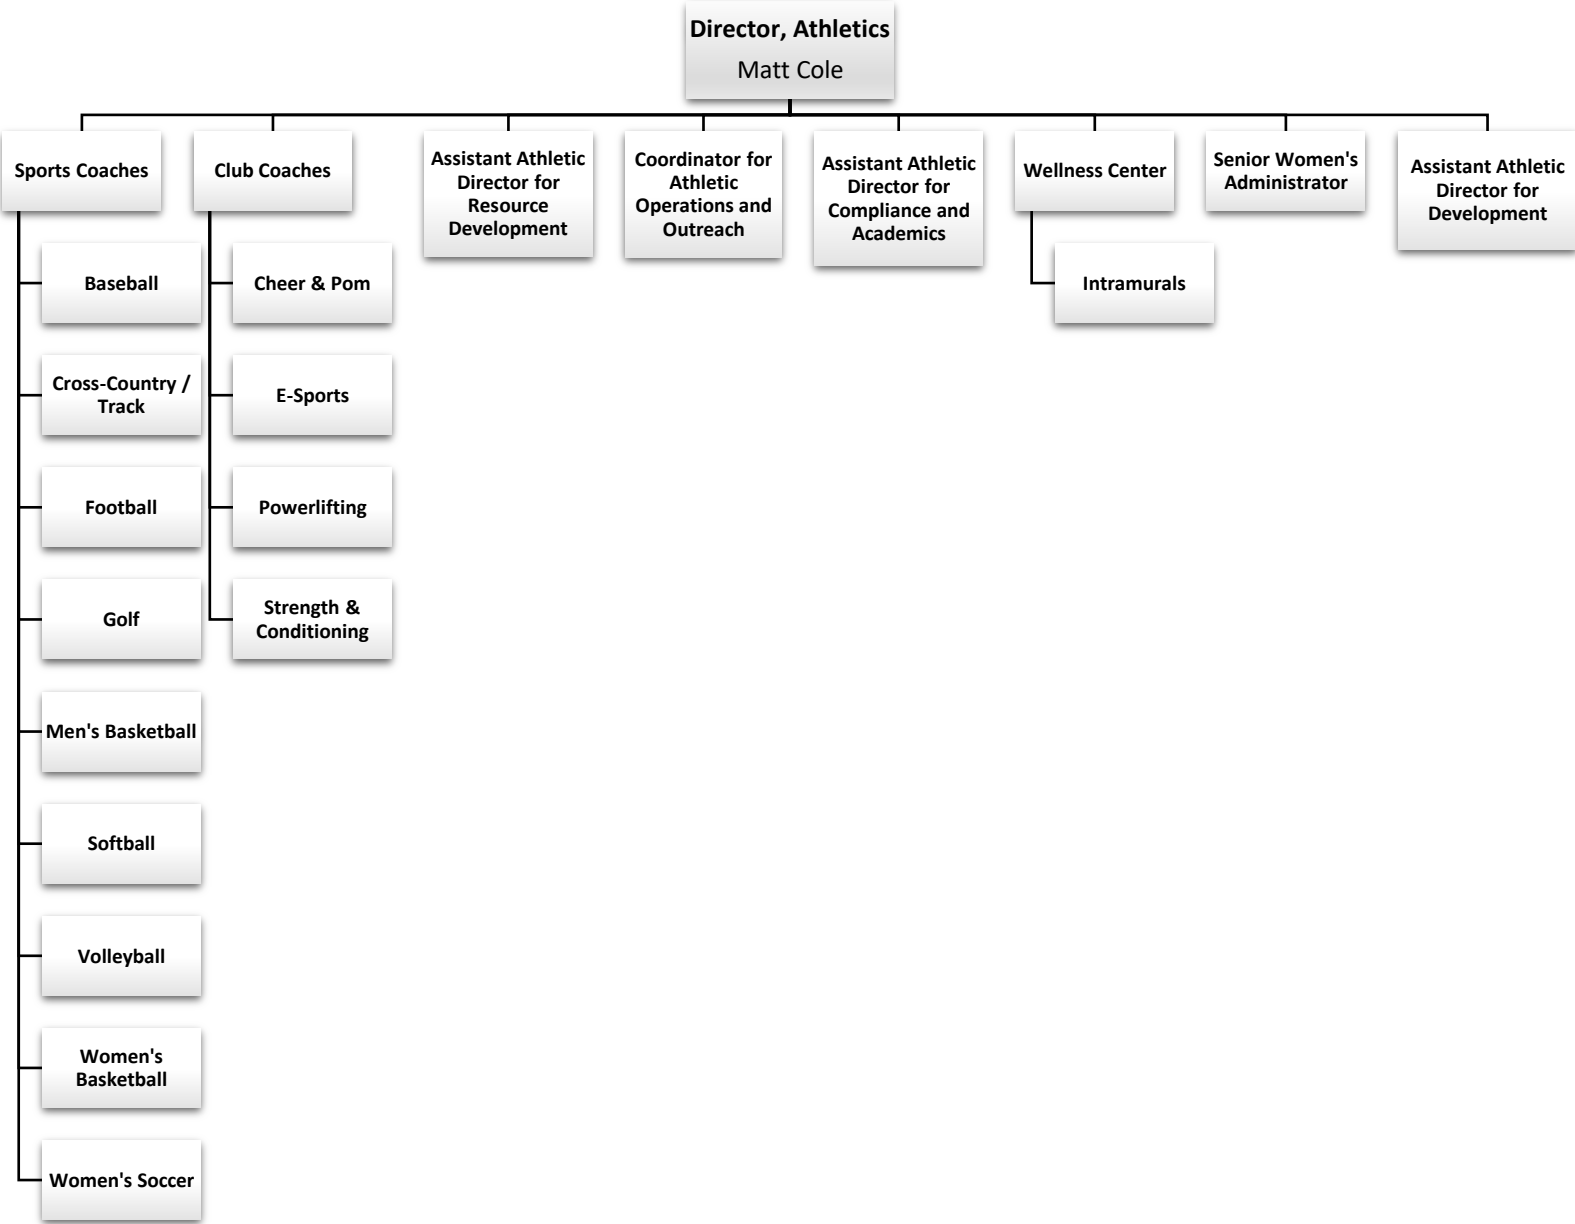 Director, Athletics
Matt Cole
Sports Coaches
Baseball
Cross-Country /
Track
Football
Golf
Men's Basketball
Softball
Volleyball
Women's
Basketball
Women's Soccer
Club Coaches
Cheer & Pom
E-Sports
Powerlifting
Strength &
Conditioning
Assistant Athletic
Director for
Resource
Development
Coordinator for
Athletic
Operations and
Outreach
Assistant Athletic
Director for
Compliance and
Academics
Wellness Center
Intramurals
Senior Women's
Administrator
Assistant Athletic
Director for
Development